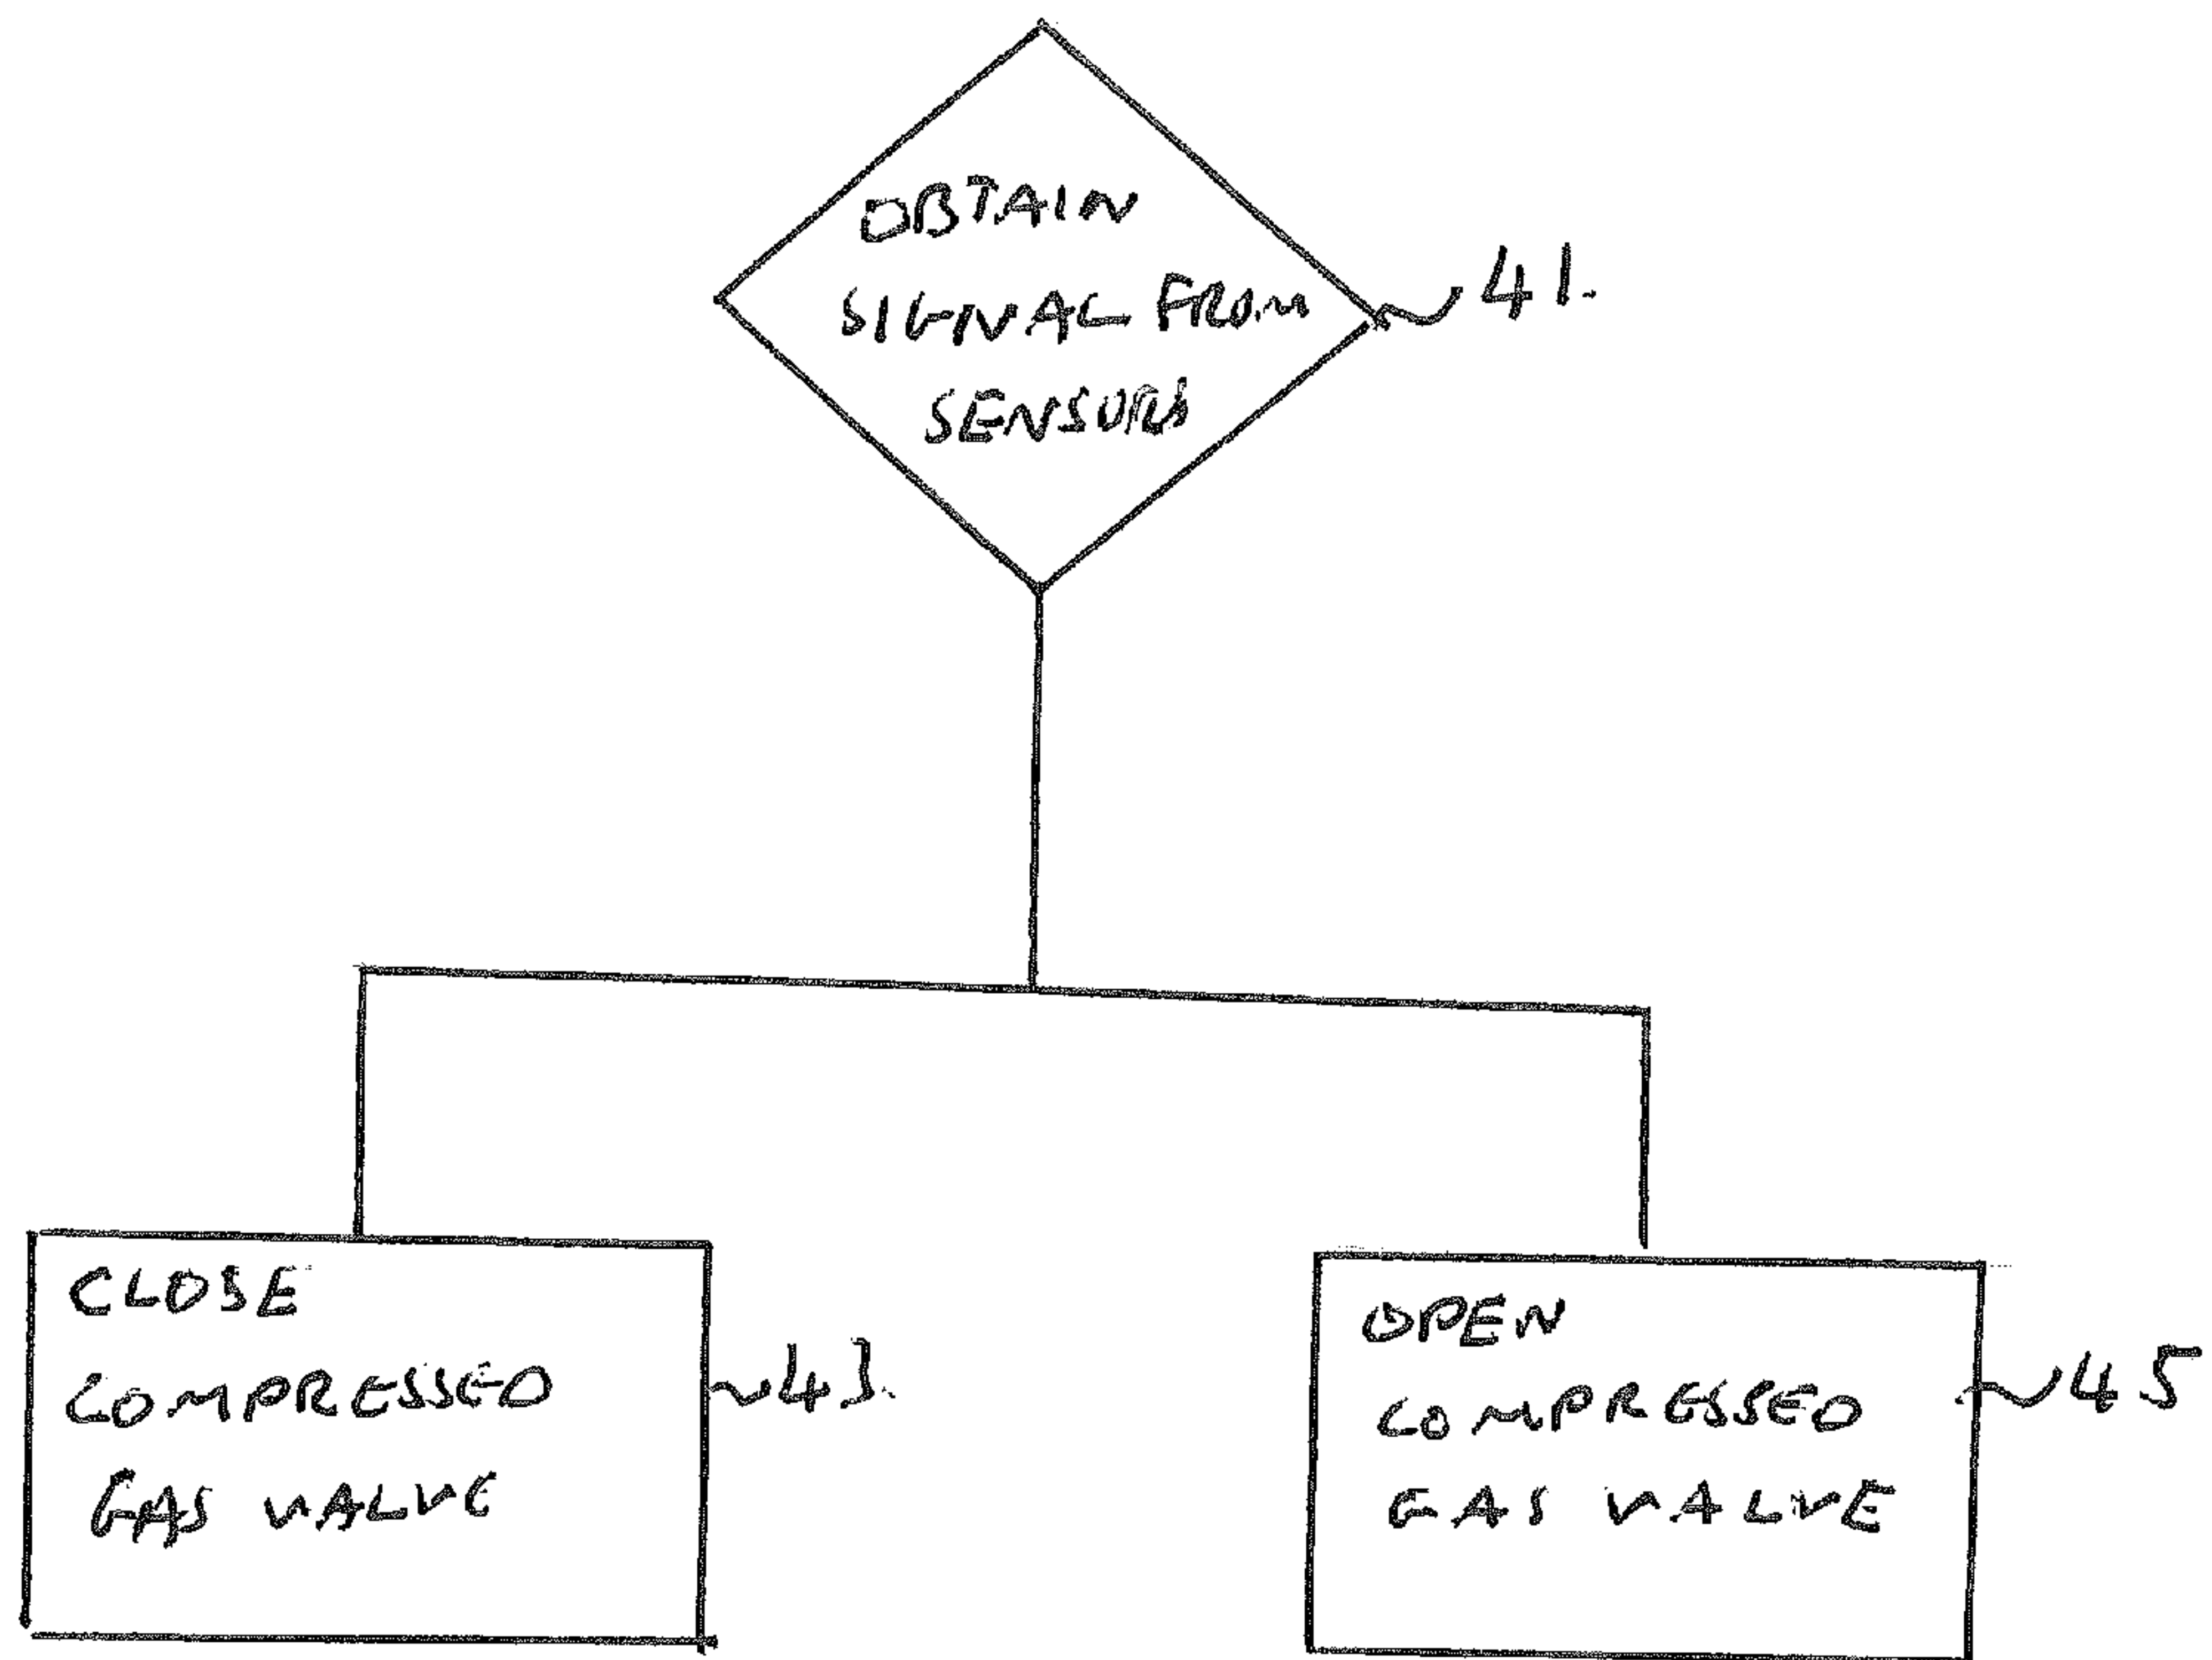 OBTAIN
SIGNAL FROM
SENSORS
41.
CLOSE
COMPRESSED
GAS VALVE
43.
OPEN
COMPRESSED
GAS VALVE
45